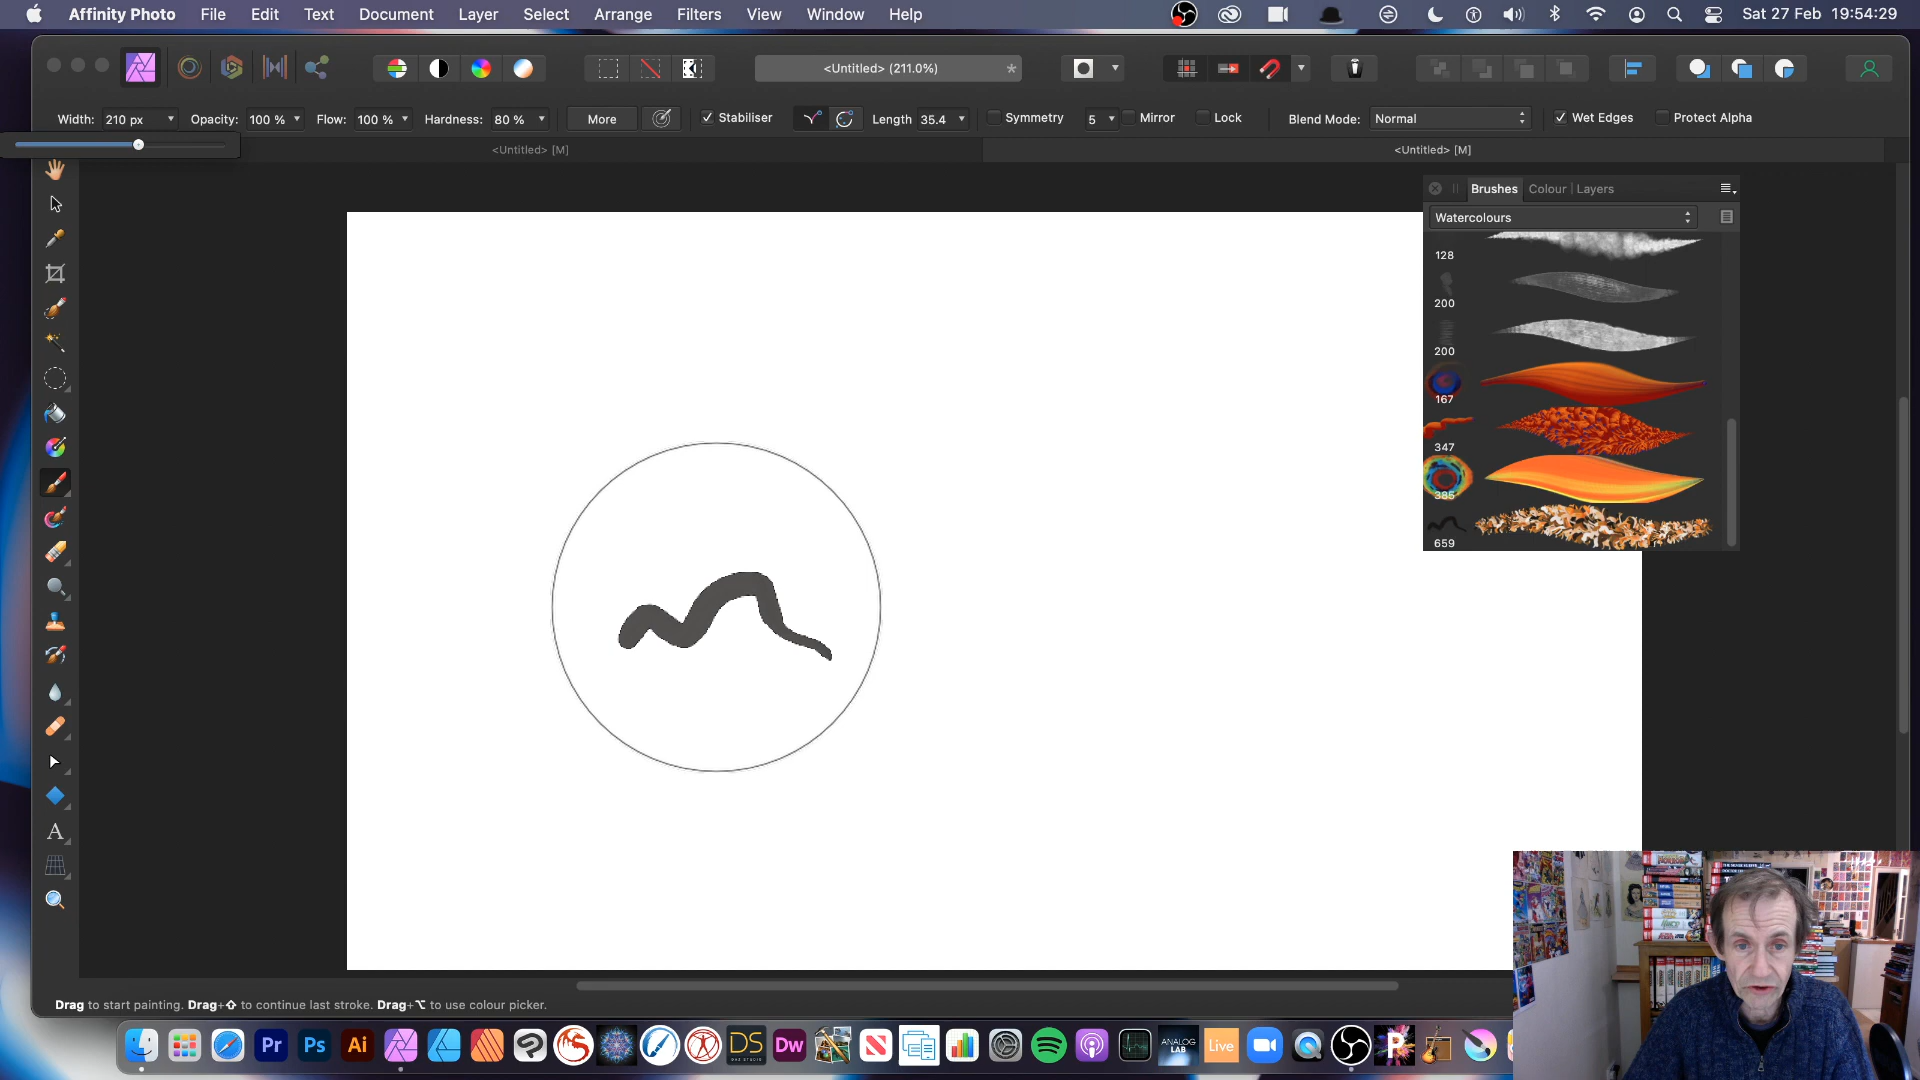 Affinity Photo File Edit Text Document Layer Select Arrange Filters View Window Help Sat 27 Feb 19:54:29
<Untitled> (211.0%) *
Width: 210 px Opacity: 100 % Flow: 100 % Hardness: 80 % More Stabiliser Length 35.4 Symmetry 5 Mirror Lock Blend Mode: Normal Wet Edges Protect Alpha
<Untitled> [M] <Untitled> [M]
Brushes Colour | Layers
Watercolours
128
200
200
167
347
385
659
A
Drag to start painting. Drag+⇧ to continue last stroke. Drag+⌥ to use colour picker.
Pr Ps Ai DS Dw ANALOG LAB Live P